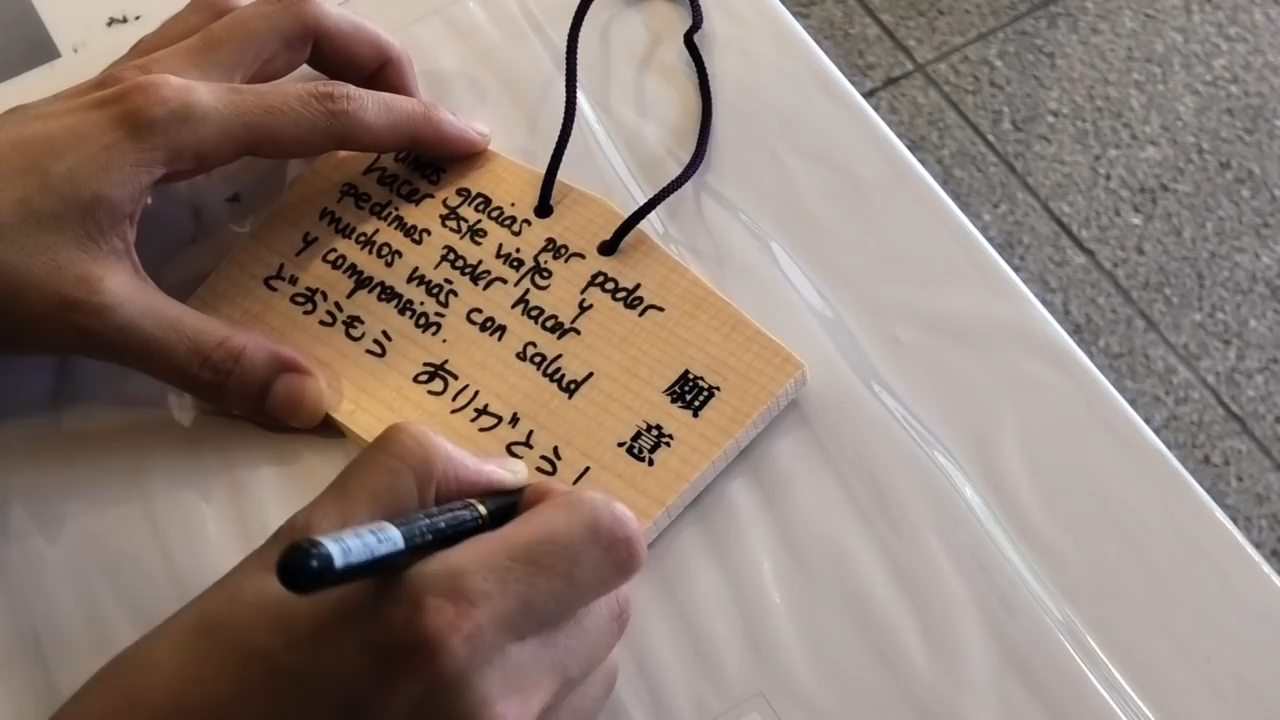 gracias por poder
hacer este viaje y
pedimos poder hacer
muchos más con salud
y comprensión.
どおうもう ありがとう!
願意